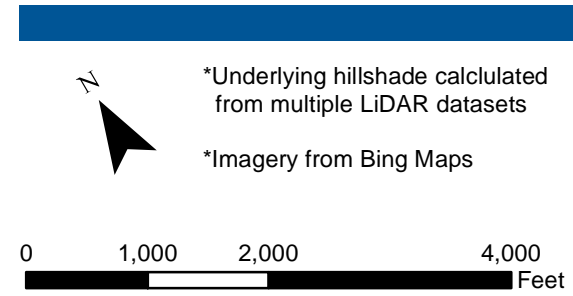 N
*Underlying hillshade calclulated
from multiple LiDAR datasets
*Imagery from Bing Maps
0 1,000 2,000 4,000
Feet